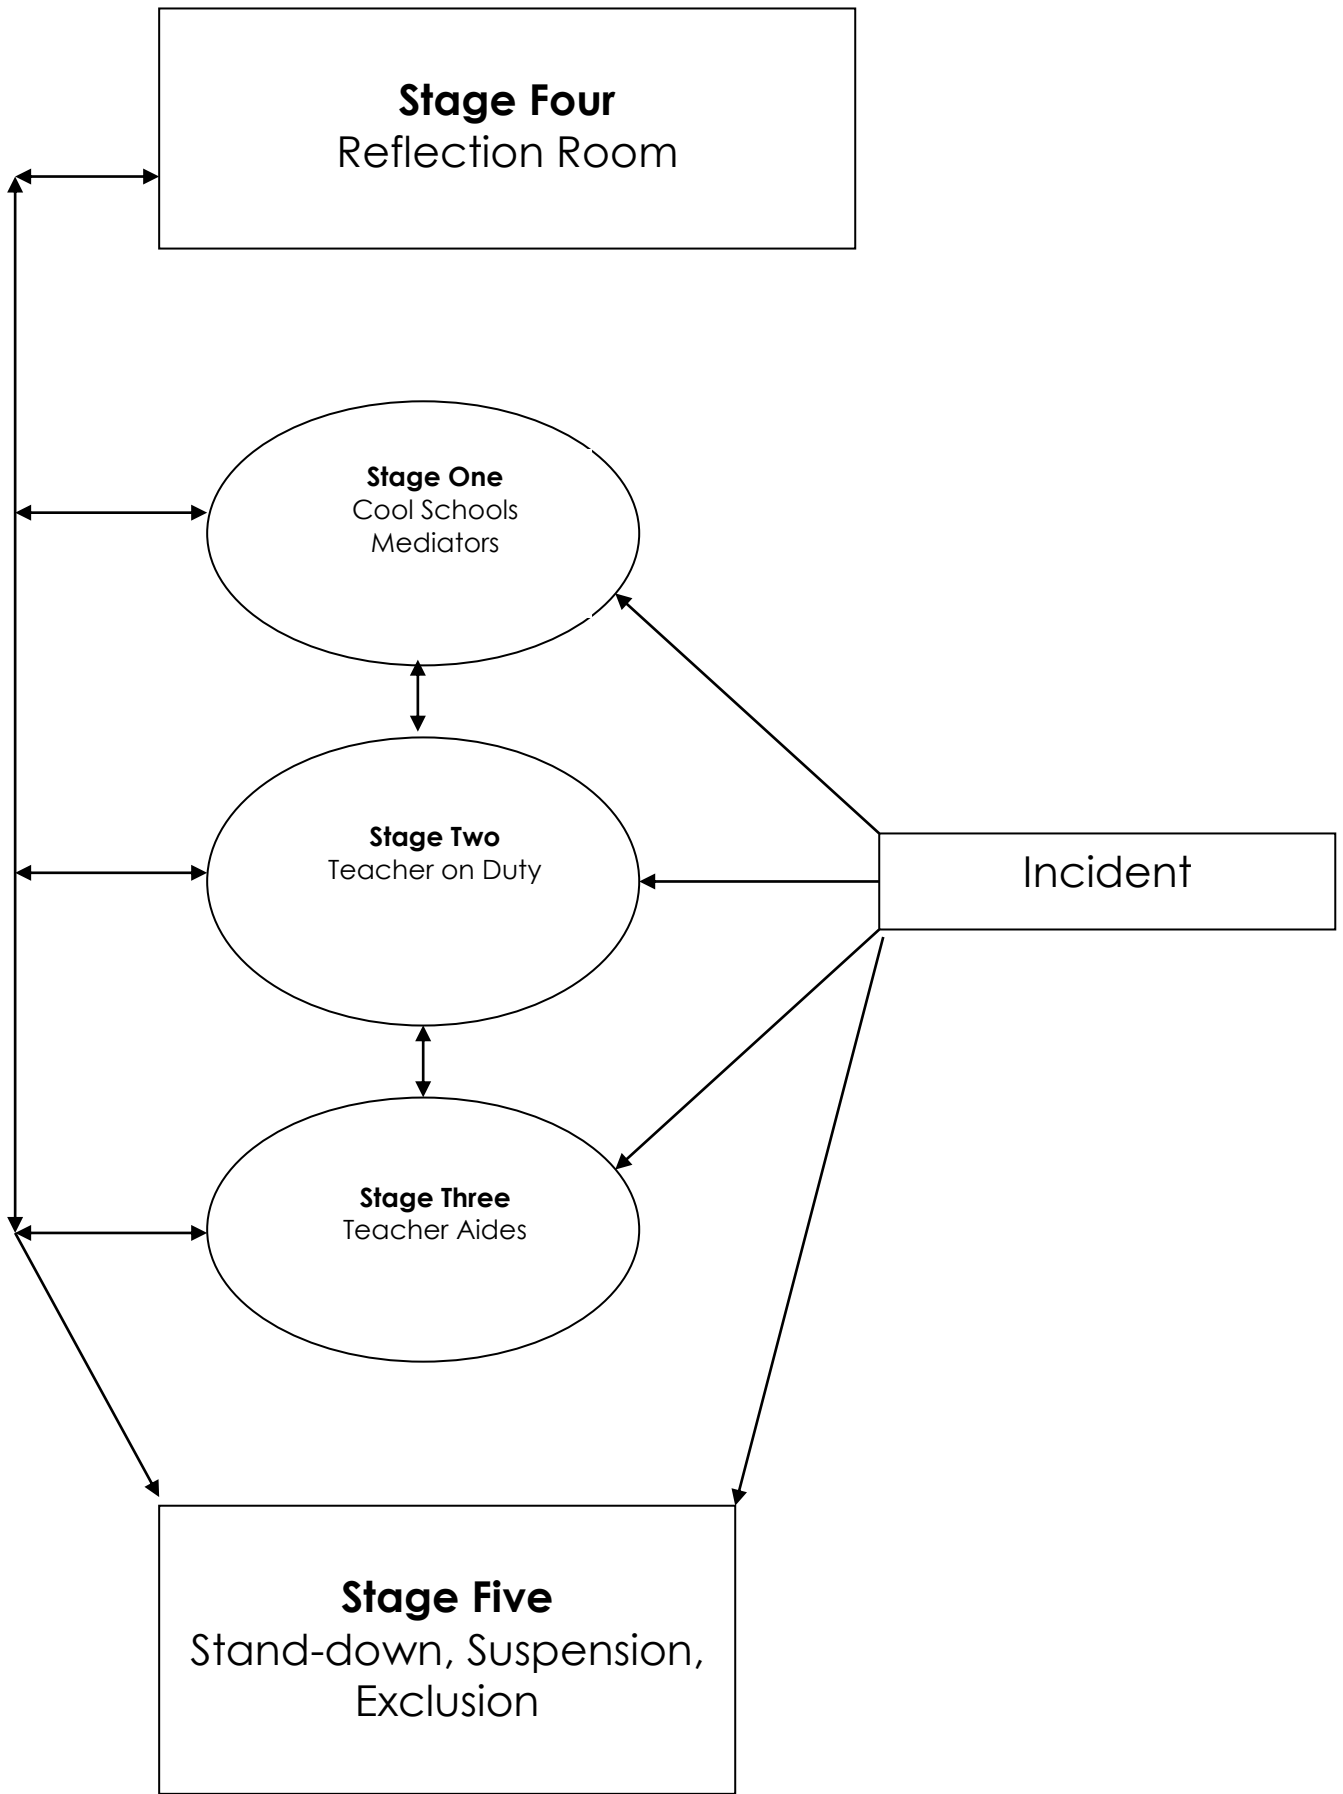 Stage Four
Reflection Room
Stage One
Cool Schools
Mediators
Stage Two
Teacher on Duty
Incident
Stage Three
Teacher Aides
Stage Five
Stand-down, Suspension,
Exclusion